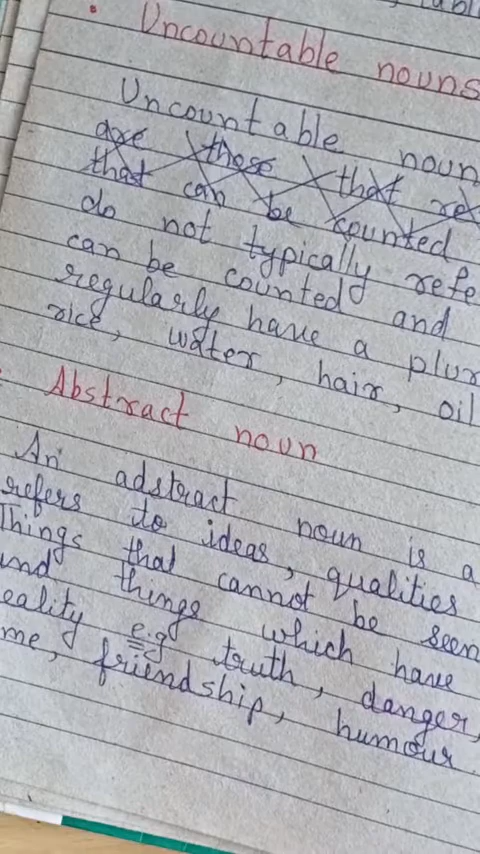 Uncountable nouns
Uncountable noun
are those that re
that can be counted
do not typically refe
can be counted and
regularly have a plur
rice, water, hair, oil
Abstract noun
An adstract noun is a
refers to ideas, qualities
Things that cannot be seen
and things which have
eality e.g truth, danger,
me, friendship, humour.